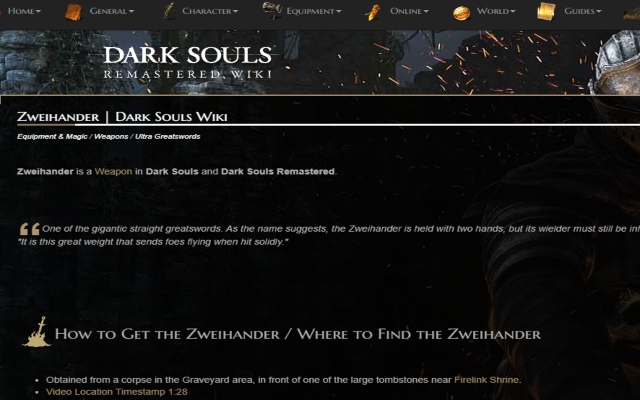 Home
General
Character
Equipment
Online
World
Guides
DARK SOULS
REMASTERED WIKI
Zweihander | Dark Souls Wiki
Equipment & Magic / Weapons / Ultra Greatswords
Zweihander is a Weapon in Dark Souls and Dark Souls Remastered.
One of the gigantic straight greatswords. As the name suggests, the Zweihander is held with two hands, but its wielder must still be
"It is this great weight that sends foes flying when hit solidly."
How to Get the Zweihander / Where to Find the Zweihander
Obtained from a corpse in the Graveyard area, in front of one of the large tombstones near Firelink Shrine.
Video Location Timestamp 1:28